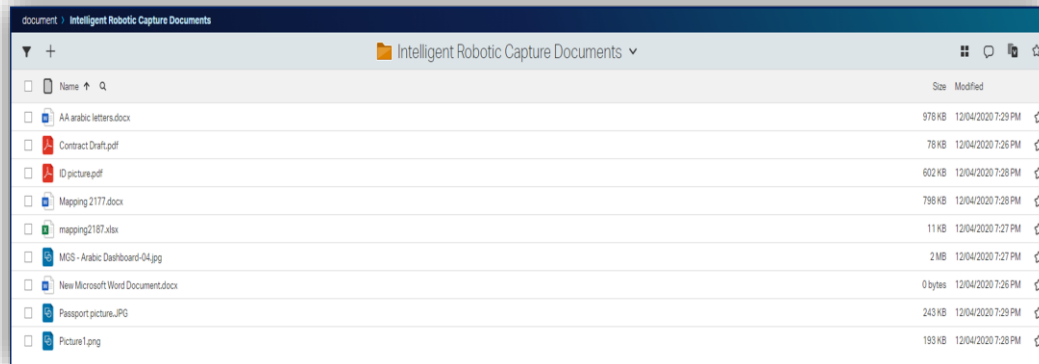 document > Intelligent Robotic Capture Documents
Intelligent Robotic Capture Documents
Name Size Modified
AA arabic letters.docx 978 KB 12/04/2020 7:29 PM
Contract Draft.pdf 78 KB 12/04/2020 7:26 PM
ID picture.pdf 602 KB 12/04/2020 7:28 PM
Mapping 2177.docx 798 KB 12/04/2020 7:28 PM
mapping2187.xlsx 11 KB 12/04/2020 7:27 PM
MGS - Arabic Dashboard-04.jpg 2 MB 12/04/2020 7:27 PM
New Microsoft Word Document.docx 0 bytes 12/04/2020 7:26 PM
Passport picture.JPG 243 KB 12/04/2020 7:29 PM
Picture1.png 193 KB 12/04/2020 7:28 PM